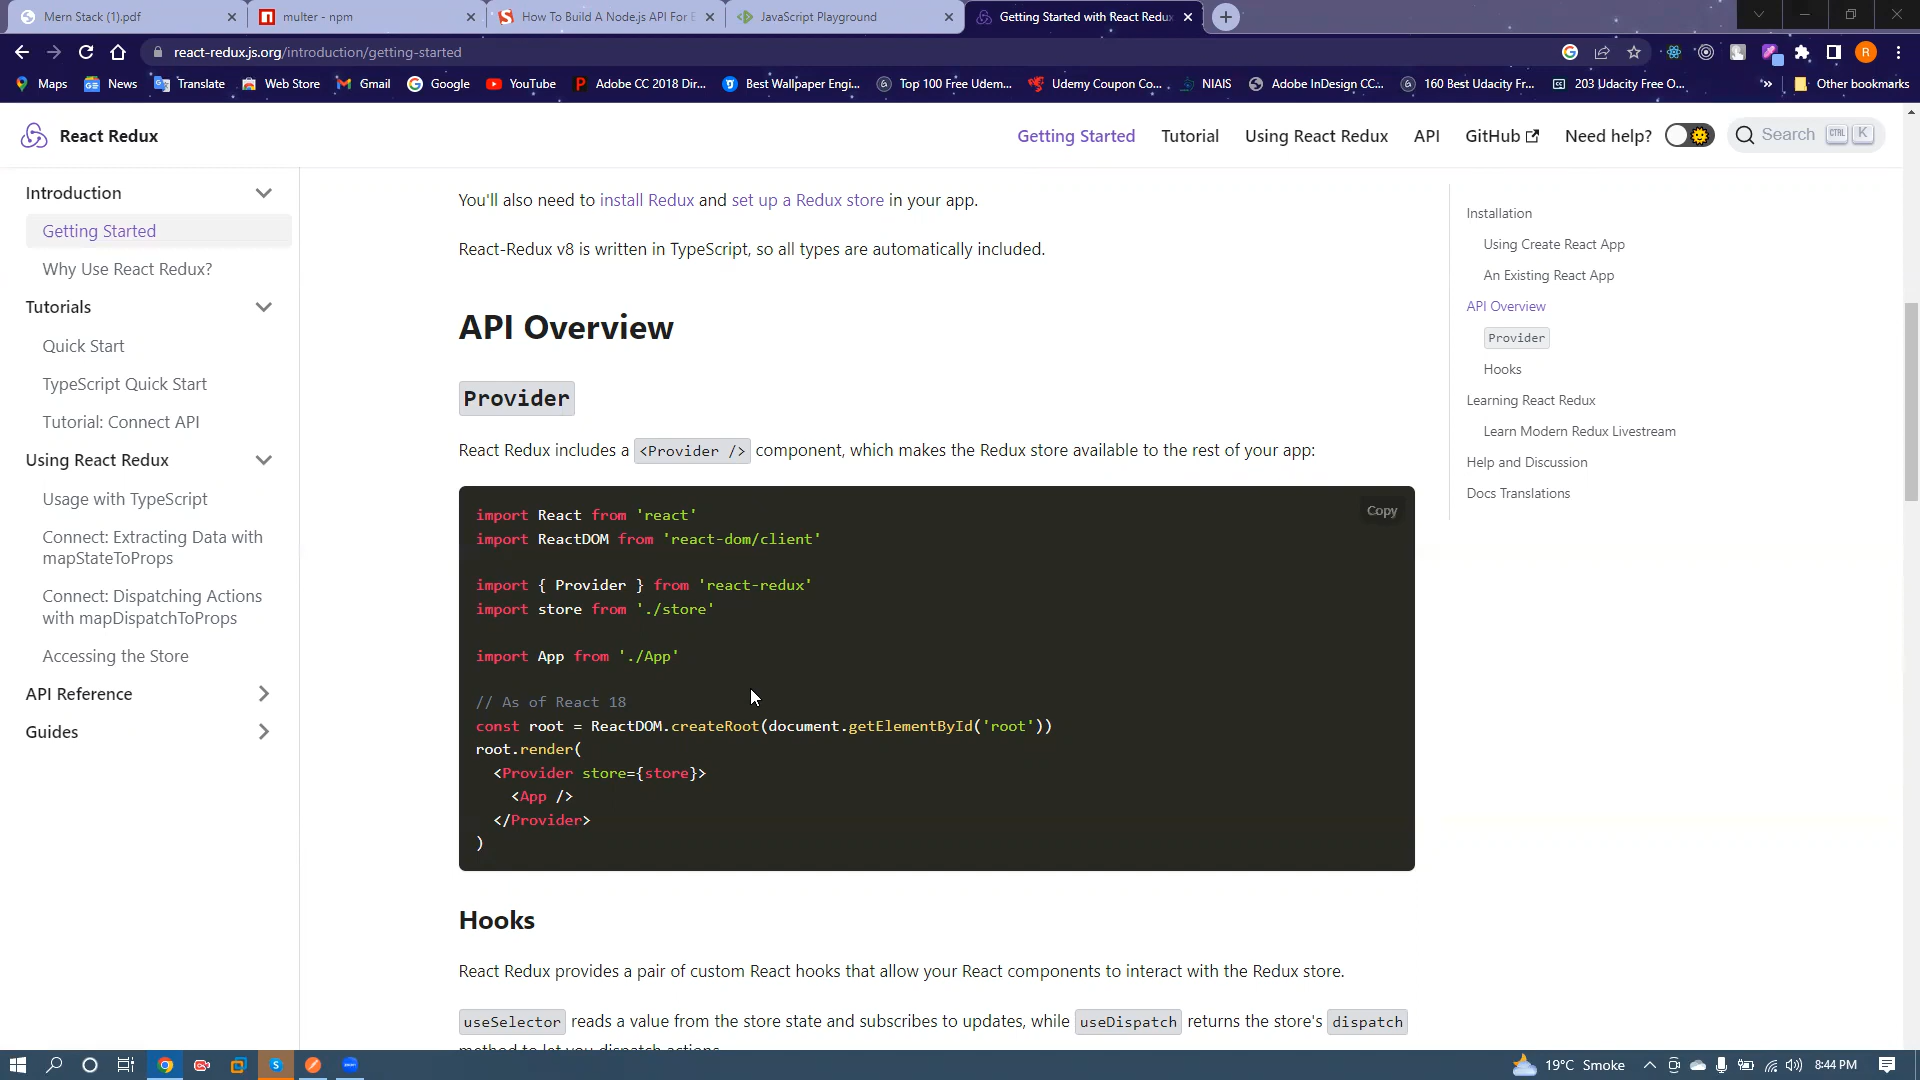 Mern Stack (1).pdf
multer - npm
How To Build A Node.js API For E
JavaScript Playground
Getting Started with React Redux
react-redux.js.org/introduction/getting-started
Maps
News
Translate
Web Store
Gmail
Google
YouTube
Adobe CC 2018 Dir...
Best Wallpaper Engi...
Top 100 Free Udem...
Udemy Coupon Co...
NIAIS
Adobe InDesign CC...
160 Best Udacity Fr...
203 Udacity Free O...
»
Other bookmarks
React Redux
Getting Started
Tutorial
Using React Redux
API
GitHub
Need help?
Search CTRL K
Introduction
Getting Started
Why Use React Redux?
Tutorials
Quick Start
TypeScript Quick Start
Tutorial: Connect API
Using React Redux
Usage with TypeScript
Connect: Extracting Data with
mapStateToProps
Connect: Dispatching Actions
with mapDispatchToProps
Accessing the Store
API Reference
Guides
You'll also need to install Redux and set up a Redux store in your app.
React-Redux v8 is written in TypeScript, so all types are automatically included.
API Overview
Provider
React Redux includes a <Provider /> component, which makes the Redux store available to the rest of your app:
Copy
import React from 'react'
import ReactDOM from 'react-dom/client'
import { Provider } from 'react-redux'
import store from './store'
import App from './App'
// As of React 18
const root = ReactDOM.createRoot(document.getElementById('root'))
root.render(
<Provider store={store}>
<App />
</Provider>
)
Hooks
React Redux provides a pair of custom React hooks that allow your React components to interact with the Redux store.
useSelector reads a value from the store state and subscribes to updates, while useDispatch returns the store's dispatch
method to let you dispatch actions.
Installation
Using Create React App
An Existing React App
API Overview
Provider
Hooks
Learning React Redux
Learn Modern Redux Livestream
Help and Discussion
Docs Translations
19°C Smoke
8:44 PM